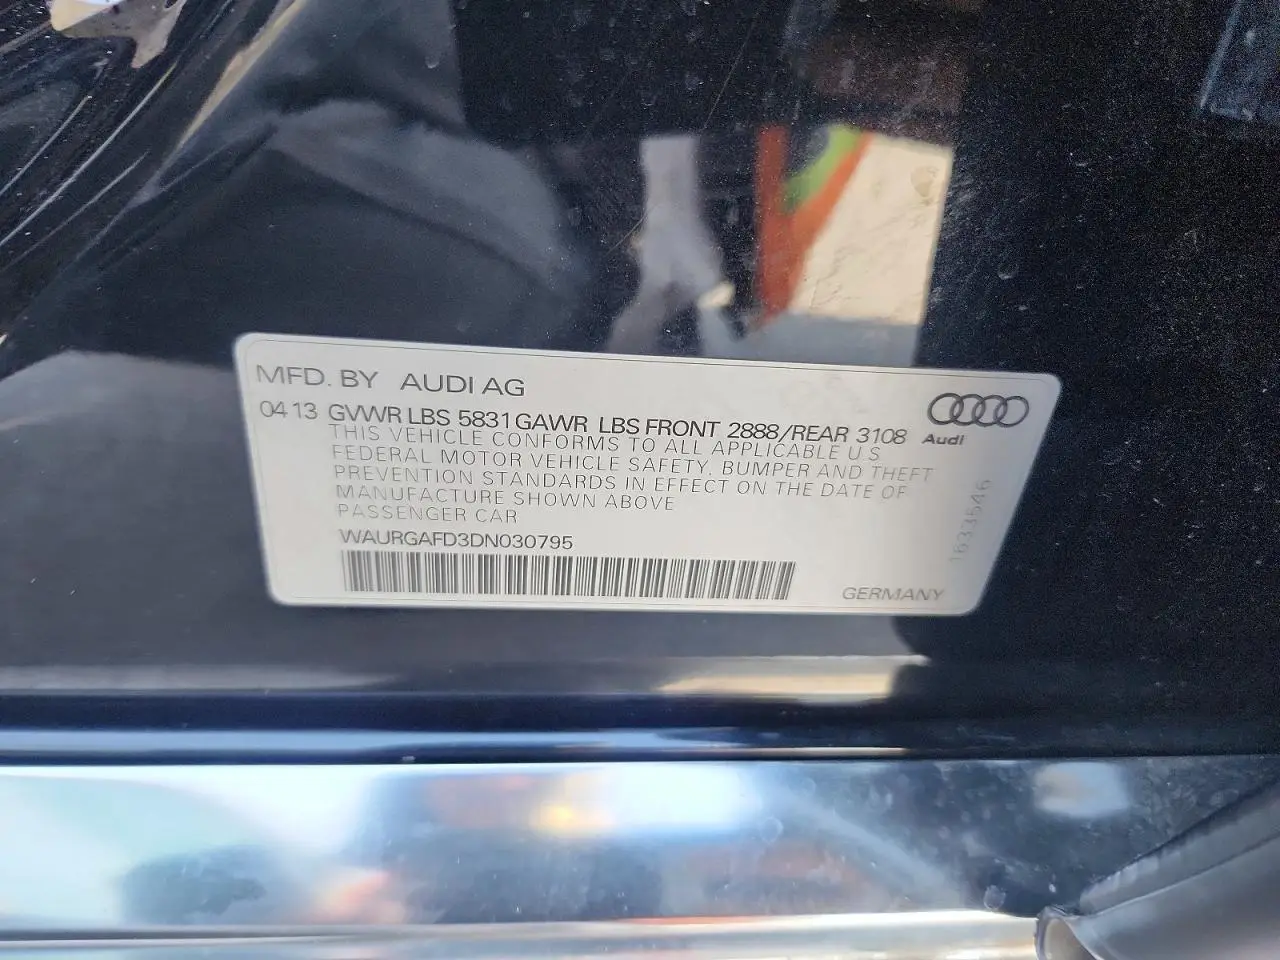 MFD. BY AUDI AG
04 13 GVWR LBS 5831 GAWR LBS FRONT 2888/REAR 3108
Audi
THIS VEHICLE CONFORMS TO ALL APPLICABLE U.S
FEDERAL MOTOR VEHICLE SAFETY, BUMPER AND THEFT
PREVENTION STANDARDS IN EFFECT ON THE DATE OF
MANUFACTURE SHOWN ABOVE
PASSENGER CAR
WAURGAFD3DN030795
GERMANY
1633546